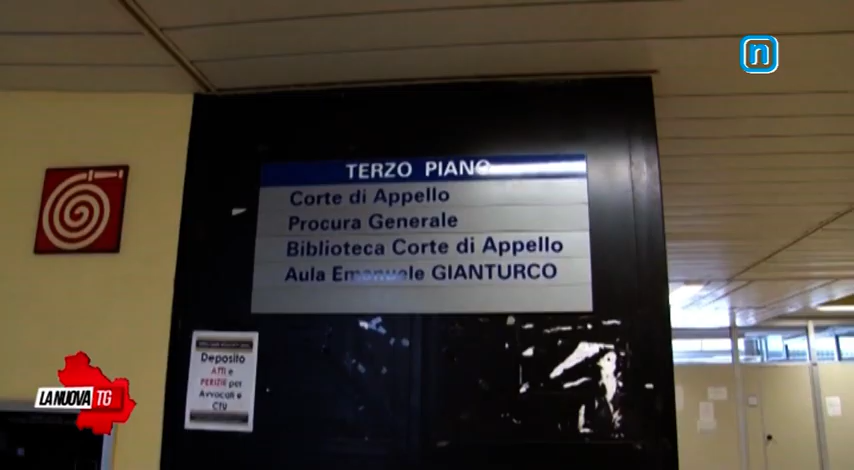 n
TERZO PIANO
Corte di Appello
Procura Generale
Biblioteca Corte di Appello
Aula Emanuele GIANTURCO
Deposito
ATTI e
PERIZIE per
Avvocati e
CTU
LA NUOVA TG